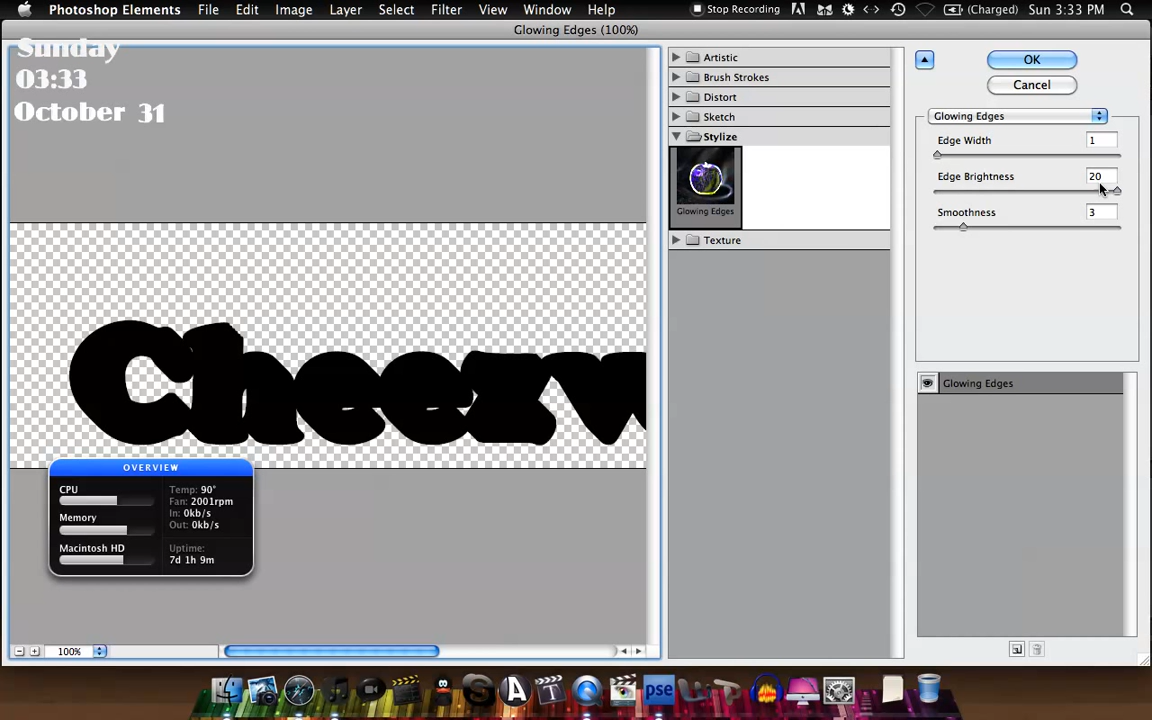 Photoshop Elements File Edit Image Layer Select Filter View Window Help Stop Recording (Charged) Sun 3:33 PM
Glowing Edges (100%)
Sunday
03:33
October 31
Cheez
OVERVIEW
CPU
Memory
Macintosh HD
Temp: 90°
Fan: 2001rpm
In: 0kb/s
Out: 0kb/s
Uptime:
7d 1h 9m
100%
Artistic
Brush Strokes
Distort
Sketch
Stylize
Glowing Edges
Texture
OK
Cancel
Glowing Edges
Edge Width 1
Edge Brightness 20
Smoothness 3
Glowing Edges
pse